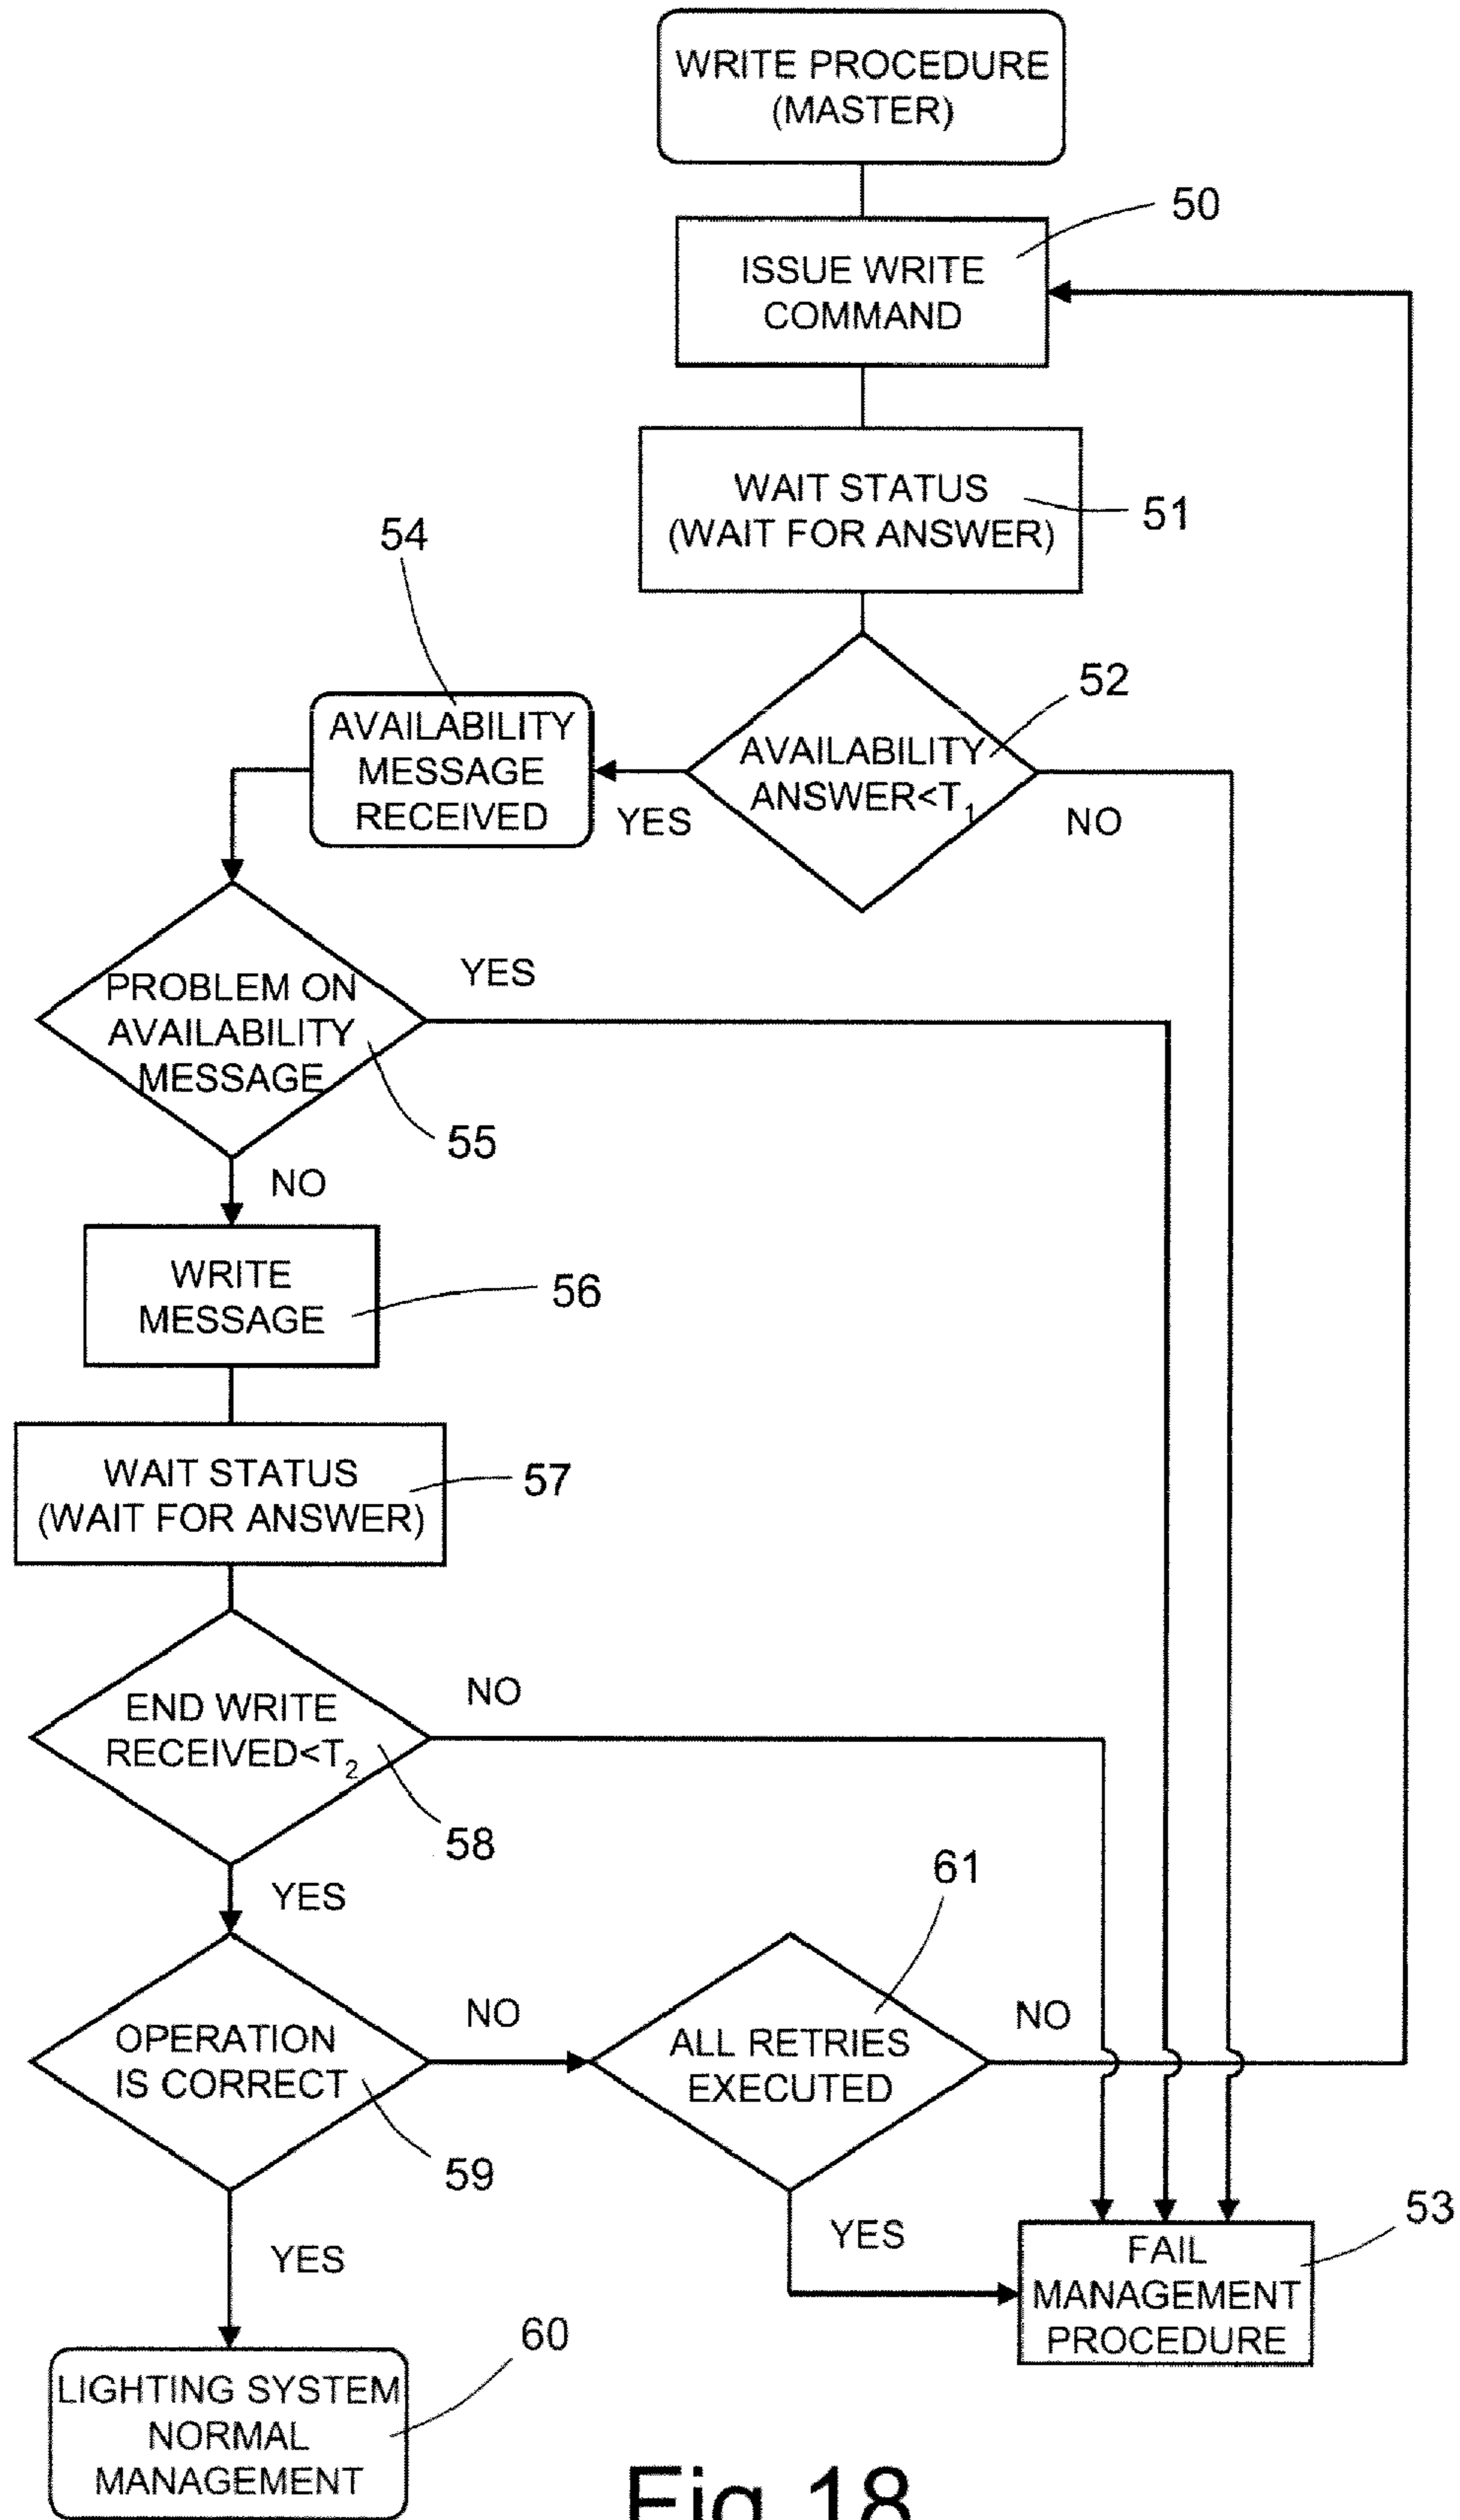 WRITE PROCEDURE
(MASTER)
50
ISSUE WRITE
COMMAND
WAIT STATUS
(WAIT FOR ANSWER)
51
54
52
AVAILABILITY
MESSAGE
RECEIVED
AVAILABILITY
ANSWER<T1
YES
NO
PROBLEM ON
AVAILABILITY
MESSAGE
YES
55
NO
WRITE
MESSAGE
56
WAIT STATUS
(WAIT FOR ANSWER)
57
END WRITE
RECEIVED<T2
NO
58
YES
61
OPERATION
IS CORRECT
NO
ALL RETRIES
EXECUTED
NO
59
YES
YES
53
FAIL
MANAGEMENT
PROCEDURE
60
LIGHTING SYSTEM
NORMAL
MANAGEMENT
Fig 18